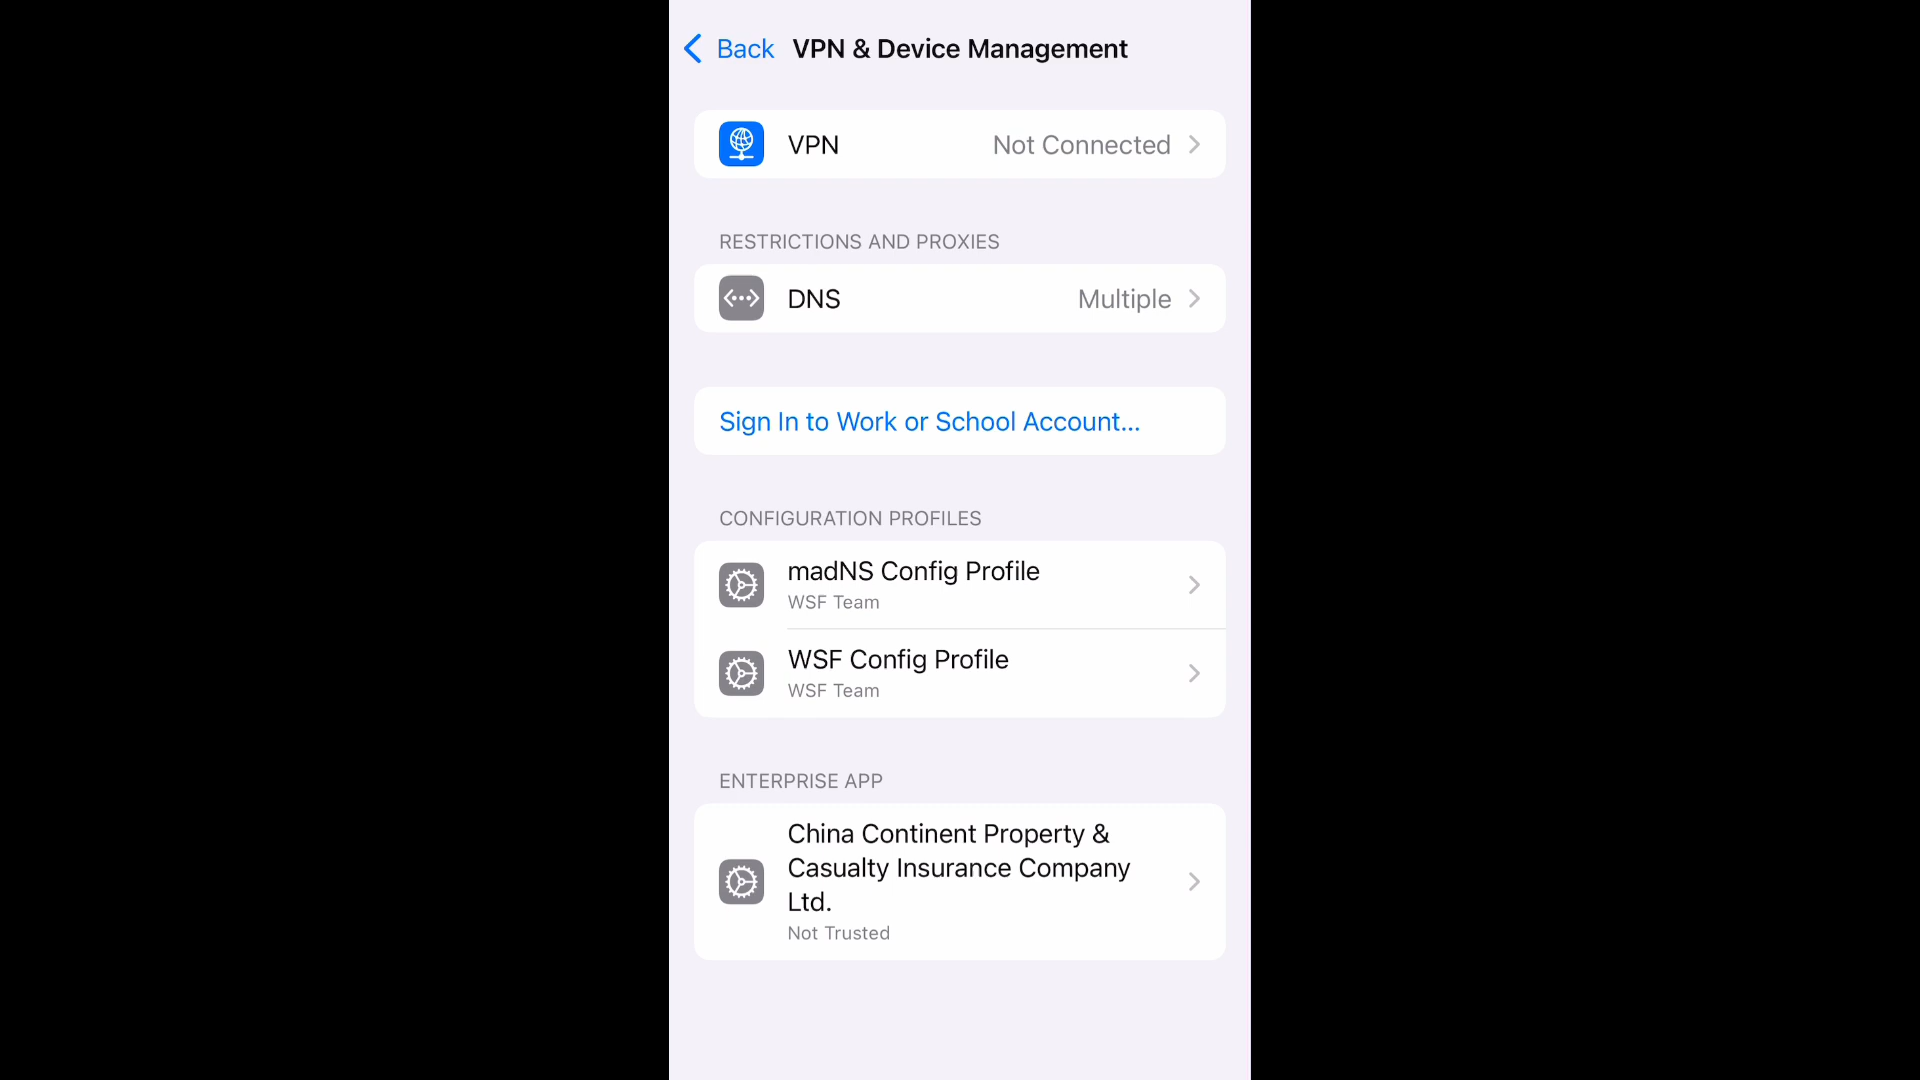 Back VPN & Device Management
VPN Not Connected
RESTRICTIONS AND PROXIES
DNS Multiple
Sign In to Work or School Account...
CONFIGURATION PROFILES
madNS Config Profile
WSF Team
WSF Config Profile
WSF Team
ENTERPRISE APP
China Continent Property &
Casualty Insurance Company
Ltd.
Not Trusted